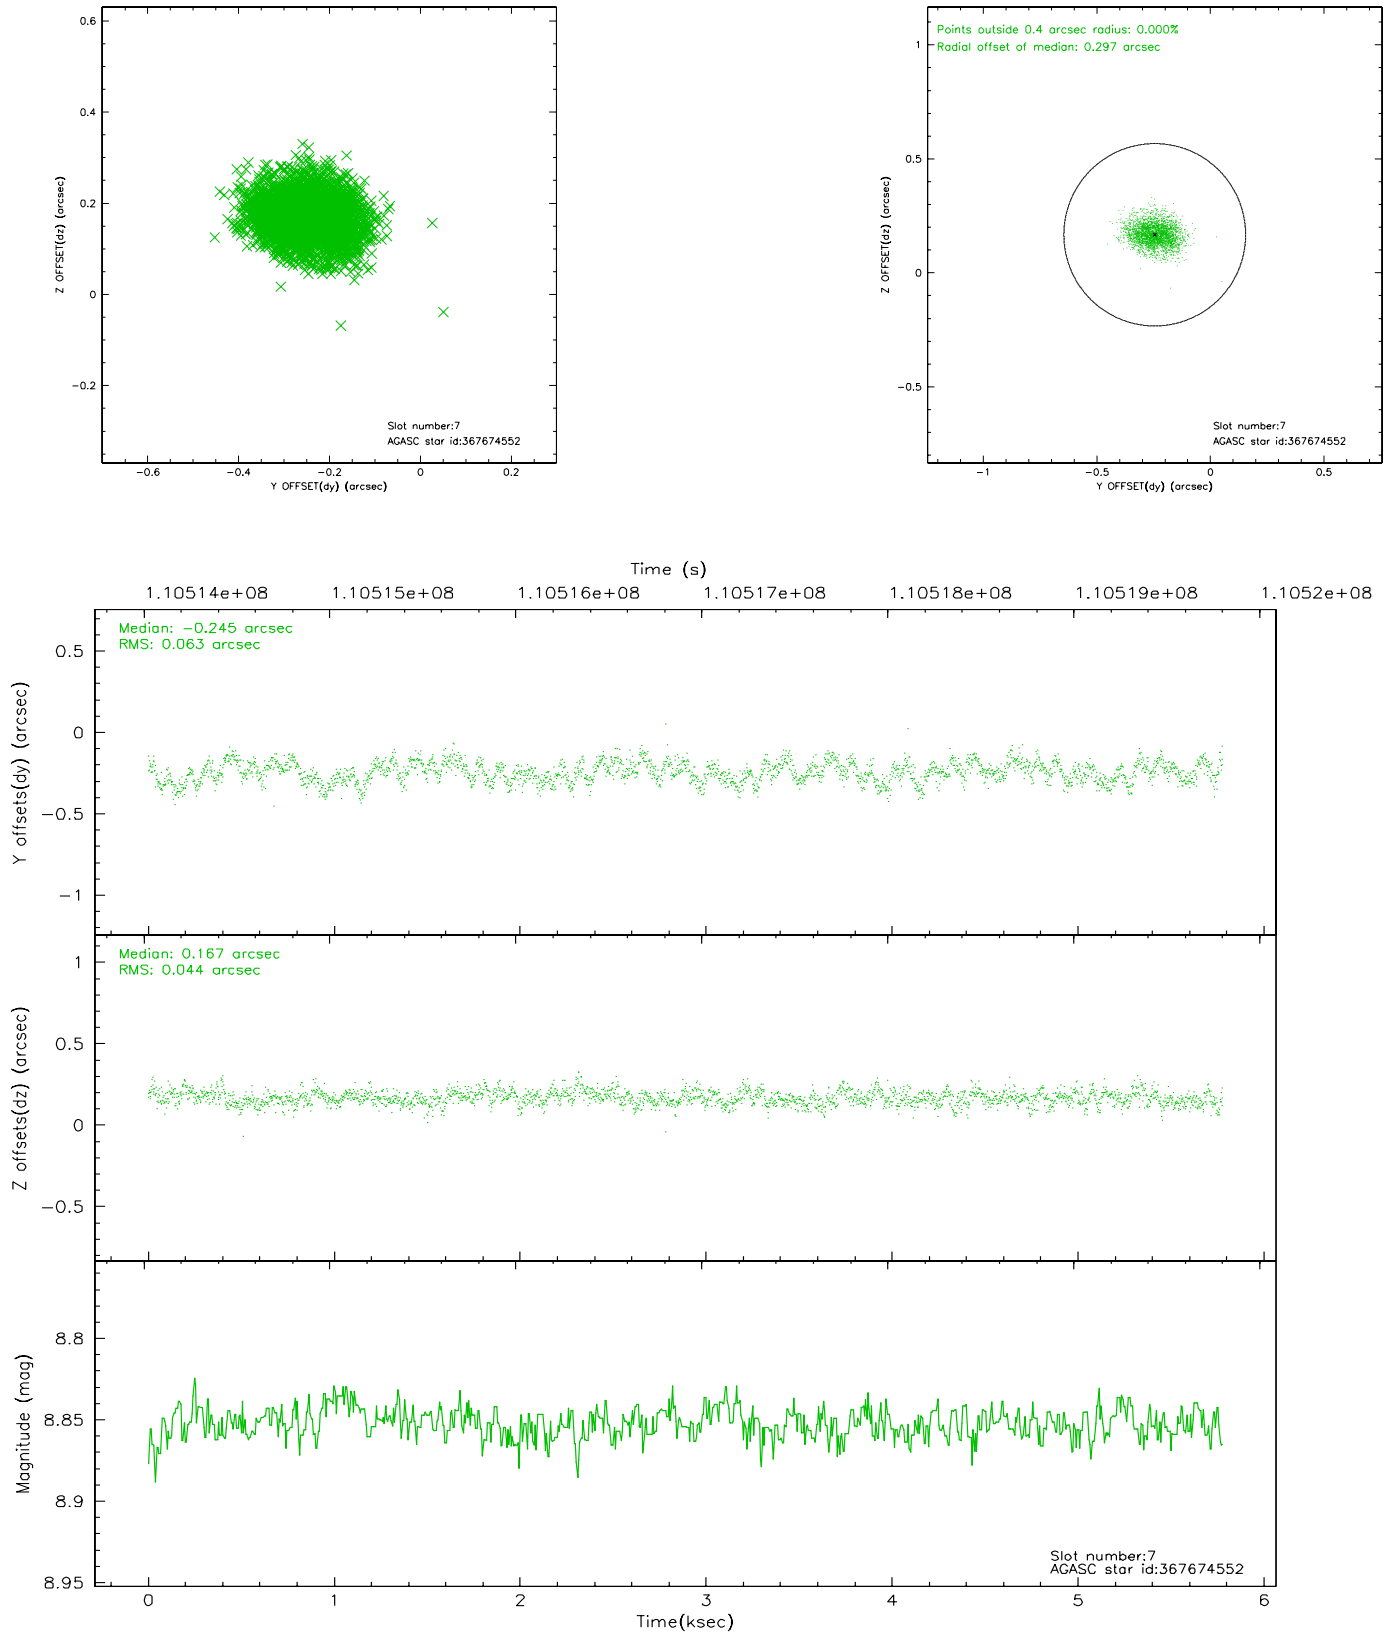 0.6
0.4
0.2
0
−0.2
Z OFFSET(dz) (arcsec)
Slot number:7
AGASC star id:367674552
−0.6 −0.4 −0.2 0 0.2
Y OFFSET(dy) (arcsec)
Points outside 0.4 arcsec radius: 0.000%
Radial offset of median: 0.297 arcsec
1
0.5
0
−0.5
Z OFFSET(dz) (arcsec)
Slot number:7
AGASC star id:367674552
−1 −0.5 0 0.5
Y OFFSET(dy) (arcsec)
Time (s)
1.10514e+08 1.10515e+08 1.10516e+08 1.10517e+08 1.10518e+08 1.10519e+08 1.1052e+08
Median: −0.245 arcsec
RMS: 0.063 arcsec
0.5
0
−0.5
−1
Y offsets(dy) (arcsec)
Median: 0.167 arcsec
RMS: 0.044 arcsec
1
0.5
0
−0.5
Z offsets(dz) (arcsec)
8.8
8.85
8.9
8.95
Magnitude (mag)
Slot number:7
AGASC star id:367674552
0 1 2 3 4 5 6
Time(ksec)